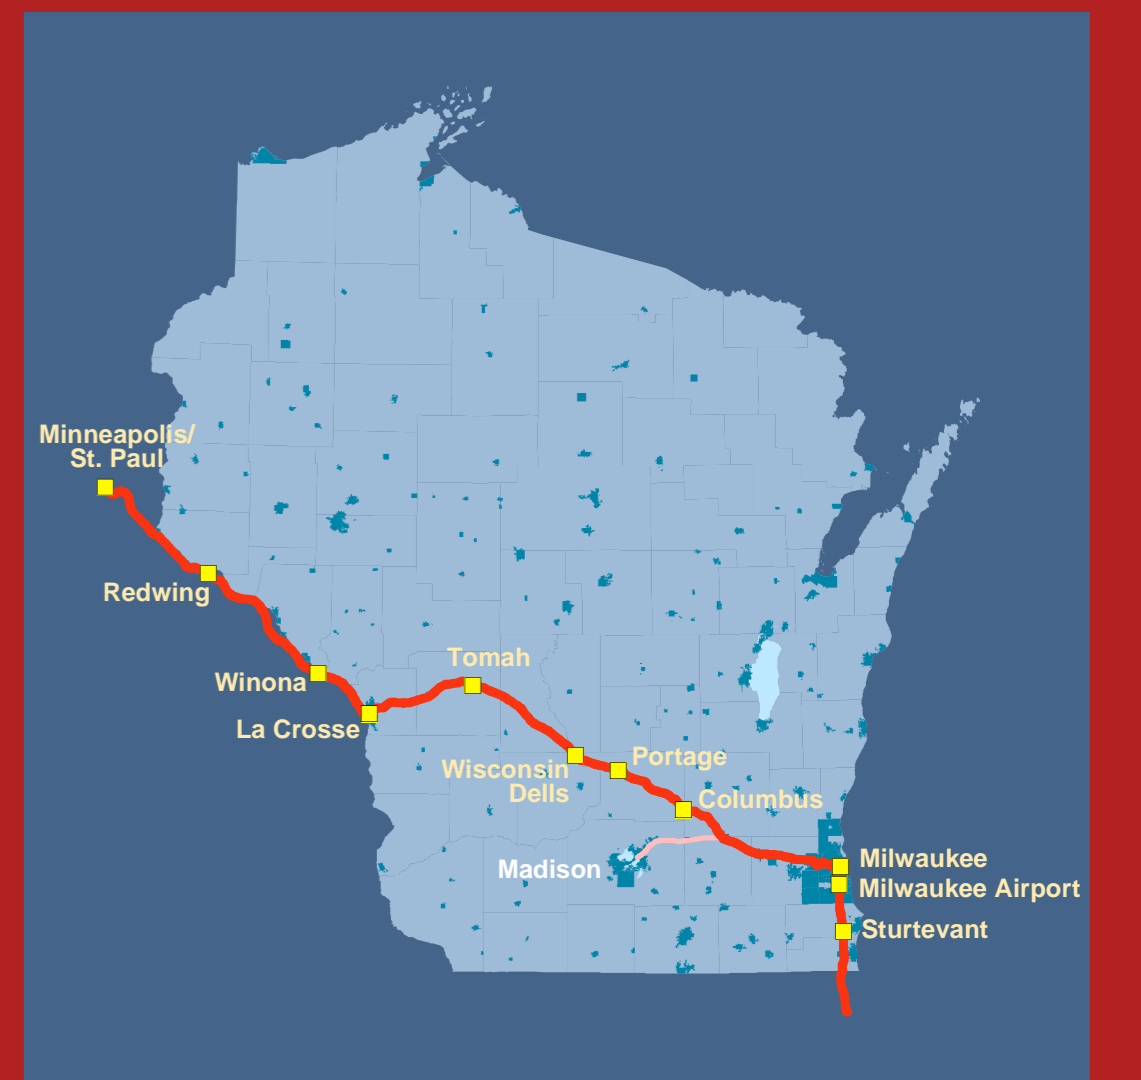 Minneapolis/
St. Paul
Redwing
Winona
La Crosse
Tomah
Wisconsin
Dells
Portage
Columbus
Madison
Milwaukee
Milwaukee Airport
Sturtevant